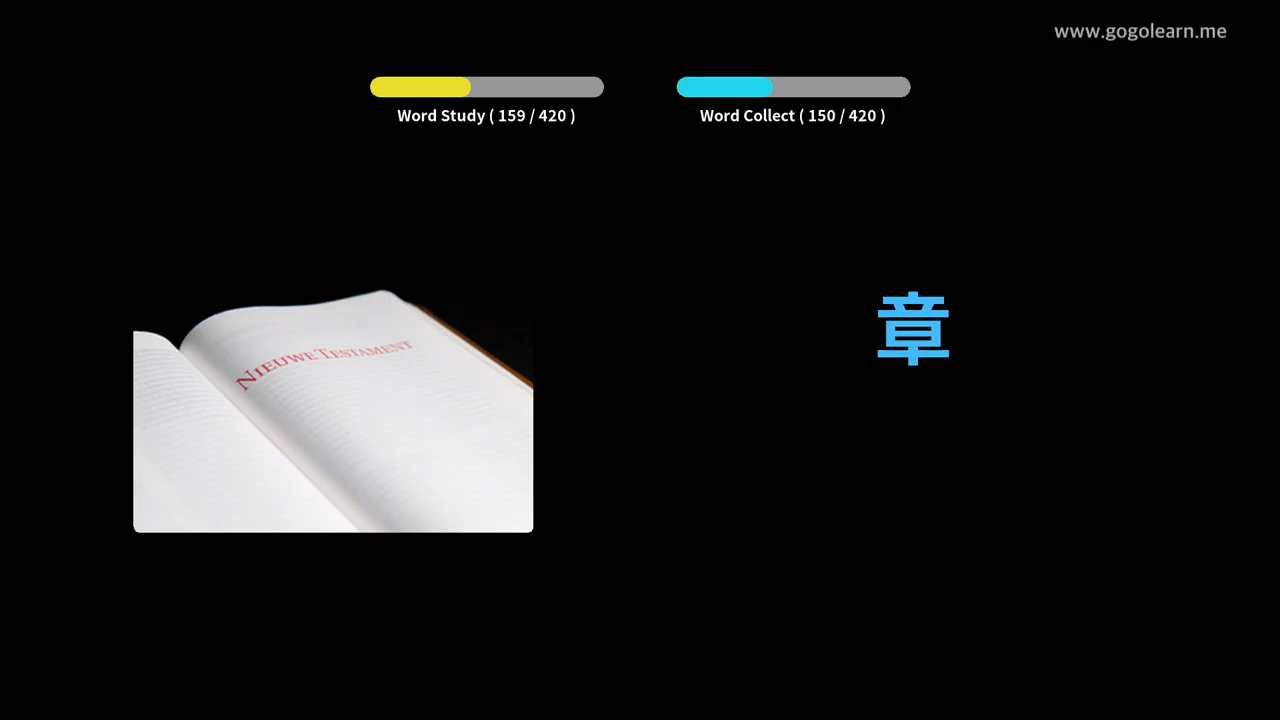 www.gogolearn.me
Word Study ( 159 / 420 )
Word Collect ( 150 / 420 )
NIEUWE TESTAMENT
章